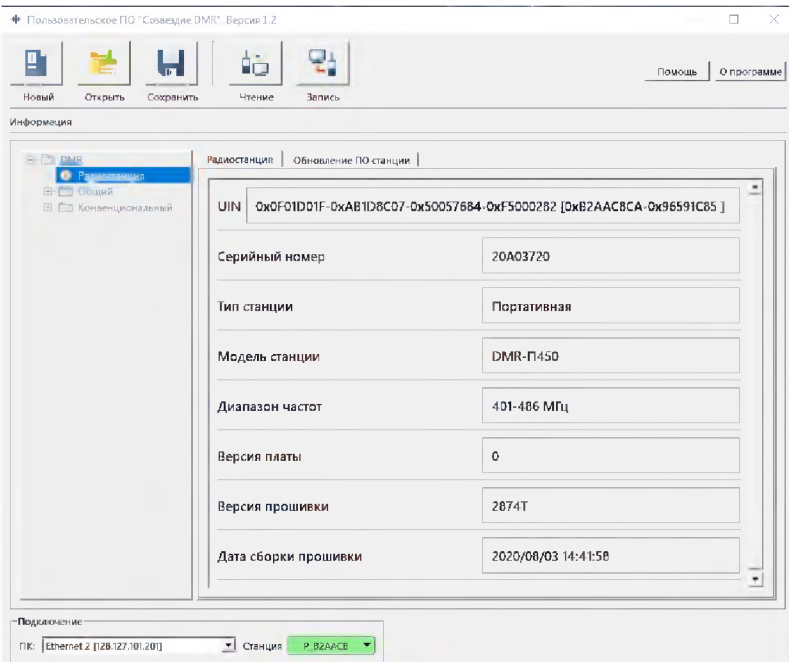 Пользовательское ПО "Созвездие DMR". Версия 1.2
Новый Открыть Сохранить Чтение Запись Помощь О программе
Информация
DMR
Радиостанция
Общий
Конвенциональный
Радиостанция Обновление ПО станции
UIN 0x0F01D01F-0xAB1D8C07-0x50057684-0xF5000282 [0xB2AAC8CA-0x96591C85 ]
Серийный номер 20A03720
Тип станции Портативная
Модель станции DMR-П450
Диапазон частот 401-486 МГц
Версия платы 0
Версия прошивки 2874T
Дата сборки прошивки 2020/08/03 14:41:58
Подключение
ПК: Ethernet 2 [128.127.101.201] Станция P_B2AAC8